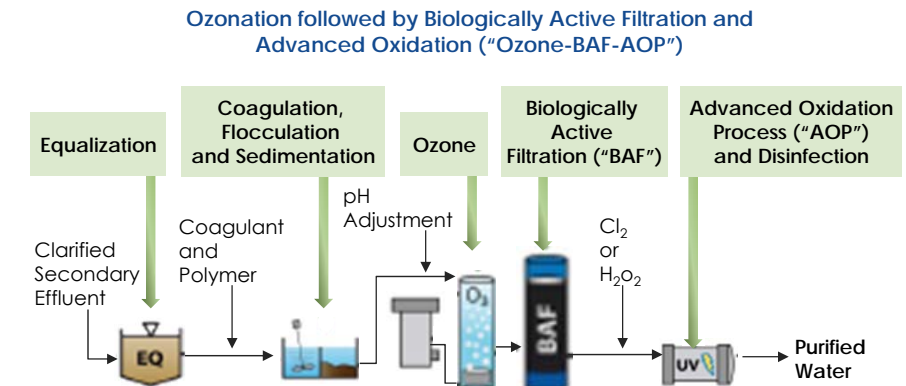 Ozonation followed by Biologically Active Filtration and
Advanced Oxidation (“Ozone-BAF-AOP”)
Equalization
Coagulation,
Flocculation
and Sedimentation
Ozone
Biologically
Active
Filtration (“BAF”)
Advanced Oxidation
Process (“AOP”)
and Disinfection
Clarified
Secondary
Effluent
Coagulant
and
Polymer
pH
Adjustment
Cl₂
or
H₂o₂
EQ
O₃
BAF
UV
Purified
Water